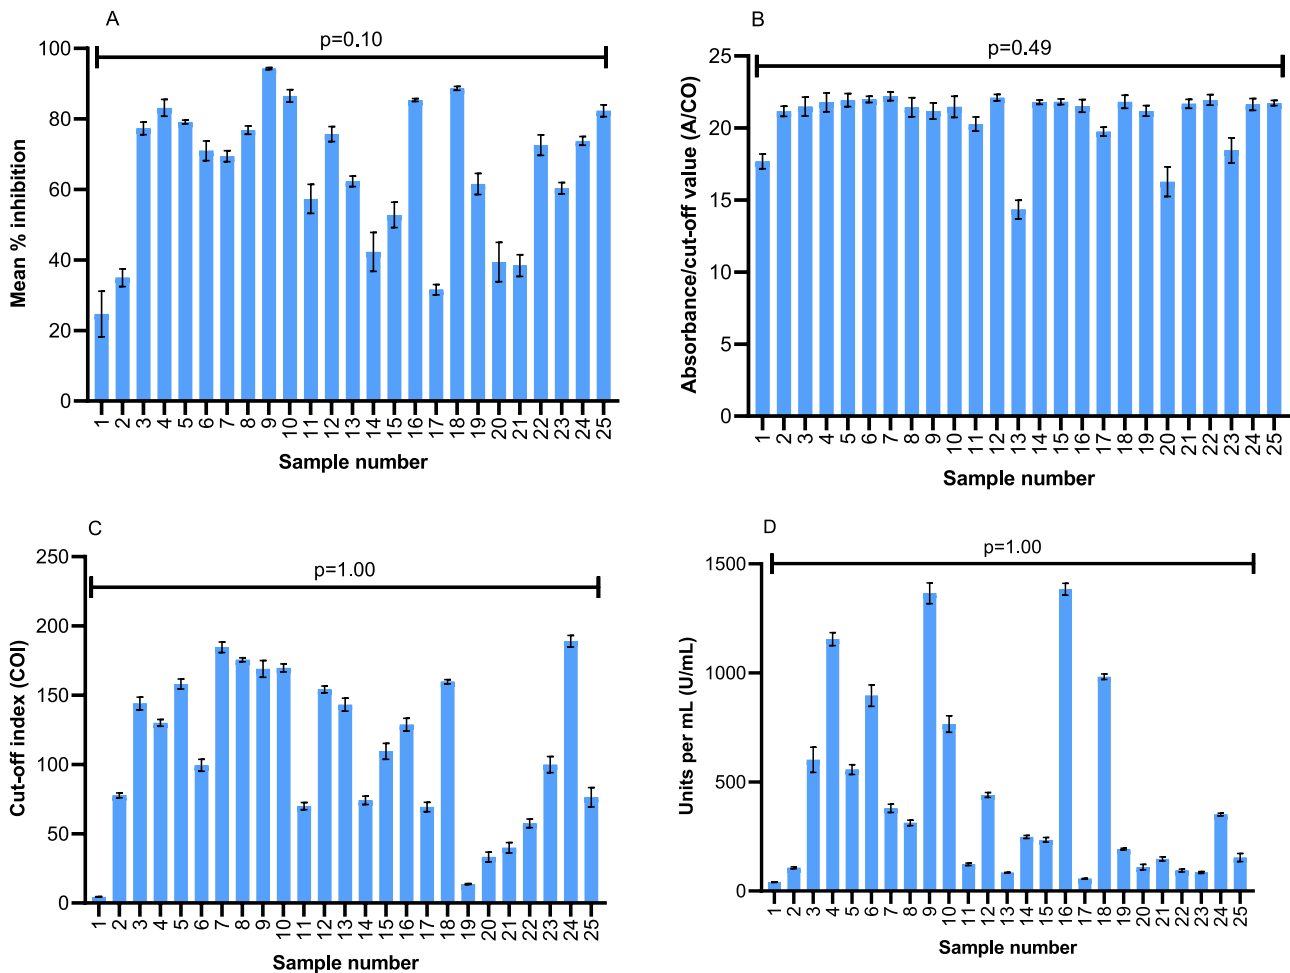 A
p=0.10
100
80
60
40
20
0
Mean % inhibition
1 2 3 4 5 6 7 8 9 10 11 12 13 14 15 16 17 18 19 20 21 22 23 24 25
Sample number
B
p=0.49
25
20
15
10
5
0
Absorbance/cut-off value (A/CO)
1 2 3 4 5 6 7 8 9 10 11 12 13 14 15 16 17 18 19 20 21 22 23 24 25
Sample number
C
p=1.00
250
200
150
100
50
0
Cut-off index (COI)
1 2 3 4 5 6 7 8 9 10 11 12 13 14 15 16 17 18 19 20 21 22 23 24 25
Sample number
D
p=1.00
1500
1000
500
0
Units per mL (U/mL)
1 2 3 4 5 6 7 8 9 10 11 12 13 14 15 16 17 18 19 20 21 22 23 24 25
Sample number